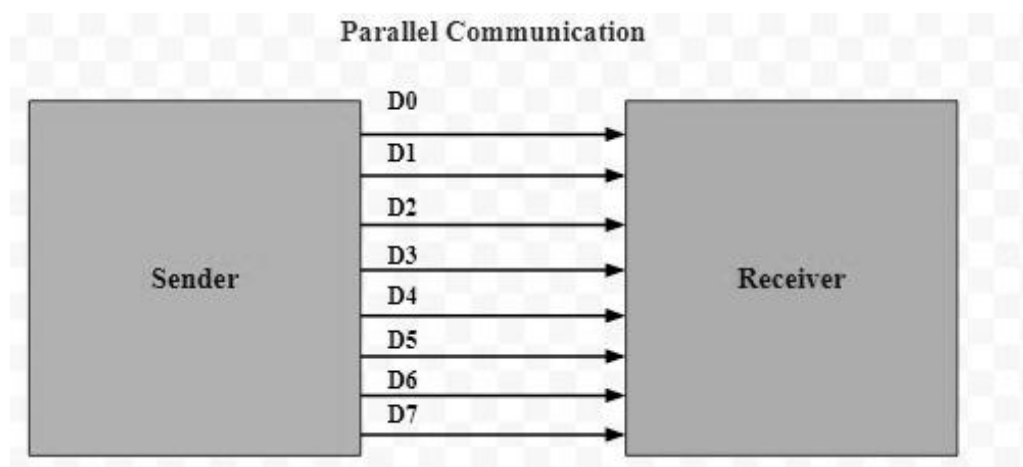 Parallel Communication
D0
D1
D2
D3
Sender
Receiver
D4
D5
D6
D7